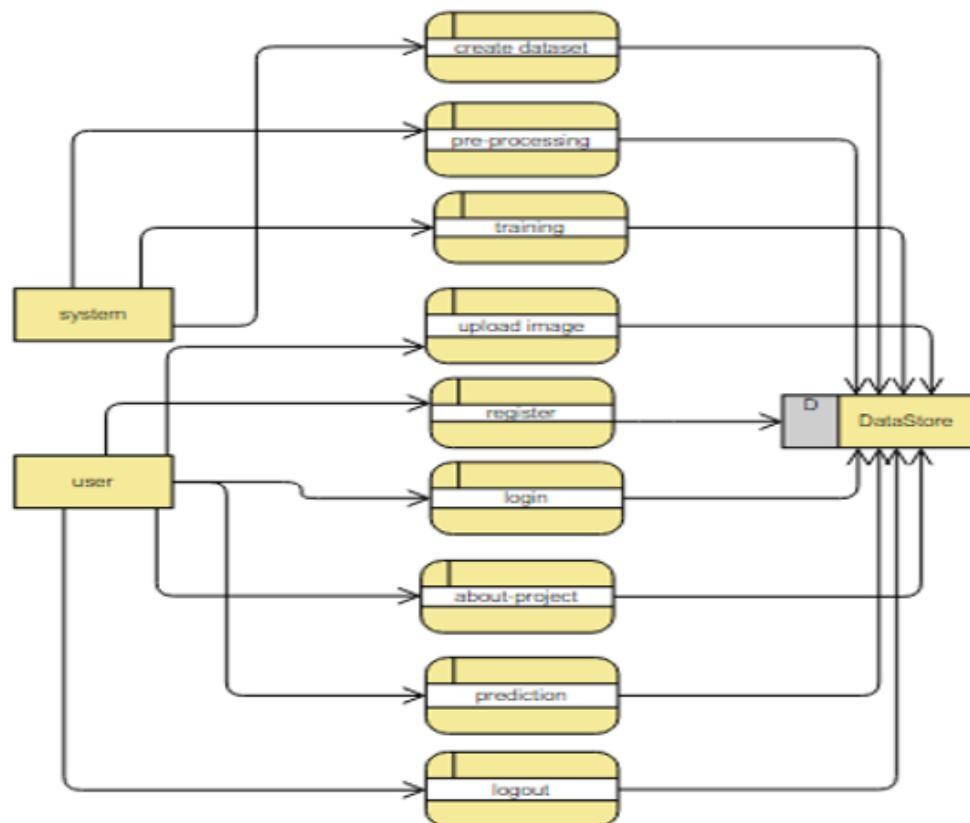 create dataset
pre-processing
training
system
upload image
register
D
DataStore
user
login
about-project
prediction
logout